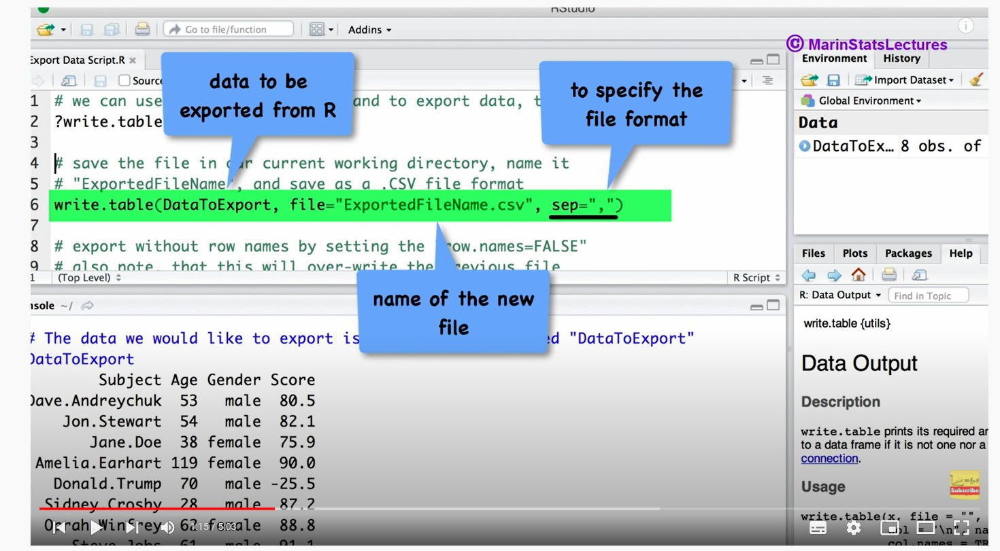 RStudio
Go to file/function
Addins
© MarinStatsLectures
Export Data Script.R
Environment History
Source
Import Dataset
Global Environment
data to be
exported from R
to specify the
file format
1 # we can use and to export data, t
2 ?write.table
3
4 # save the file in our current working directory, name it
5 # "ExportedFileName", and save as a .CSV file format
6 write.table(DataToExport, file="ExportedFileName.csv", sep=",")
7
8 # export without row names by setting the "row.names=FALSE"
9 # also note, that this will over-write the previous file
1 (Top Level) R Script
name of the new
file
Data
DataToEx... 8 obs. of
Files Plots Packages Help
R: Data Output Find in Topic
nsole ~/
# The data we would like to export is ed "DataToExport"
DataToExport
Subject Age Gender Score
Dave.Andreychuk 53 male 80.5
Jon.Stewart 54 male 82.1
Jane.Doe 38 female 75.9
Amelia.Earhart 119 female 90.0
Donald.Trump 70 male -25.5
Sidney.Crosby 28 male 87.2
Oprah.Winfrey 62 female 88.8
Steve.Jobs 61 91.1
1:15 / 5:03
write.table {utils}
Data Output
Description
write.table prints its required ar
to a data frame if it is not one nor a
connection.
Usage
Subscribe
write.table(x, file = "",
eol = "\n", na
col.names = TR